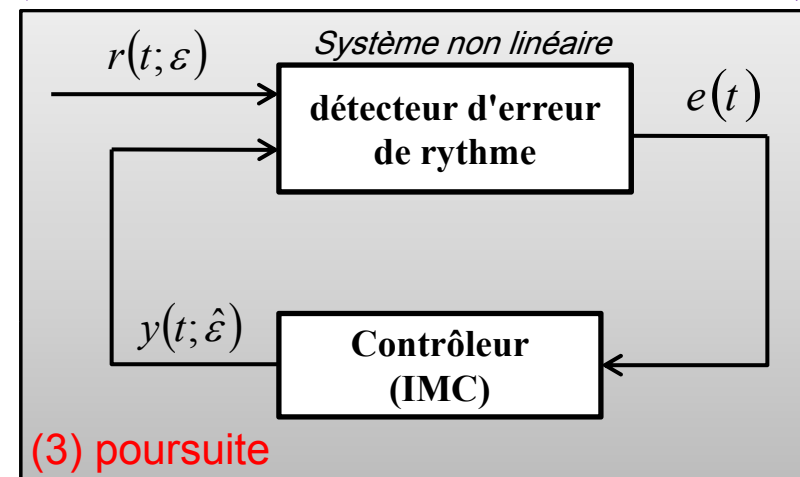 r(t; ε)
Système non linéaire
détecteur d'erreur
de rythme
e(t)
y(t; ε̂)
Contrôleur
(IMC)
(3) poursuite